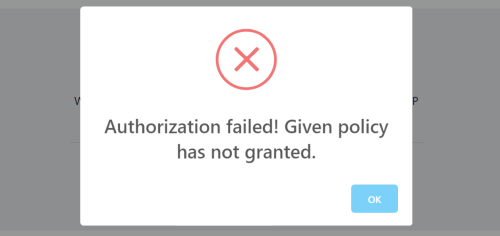 W P
Authorization failed! Given policy
has not granted.
OK